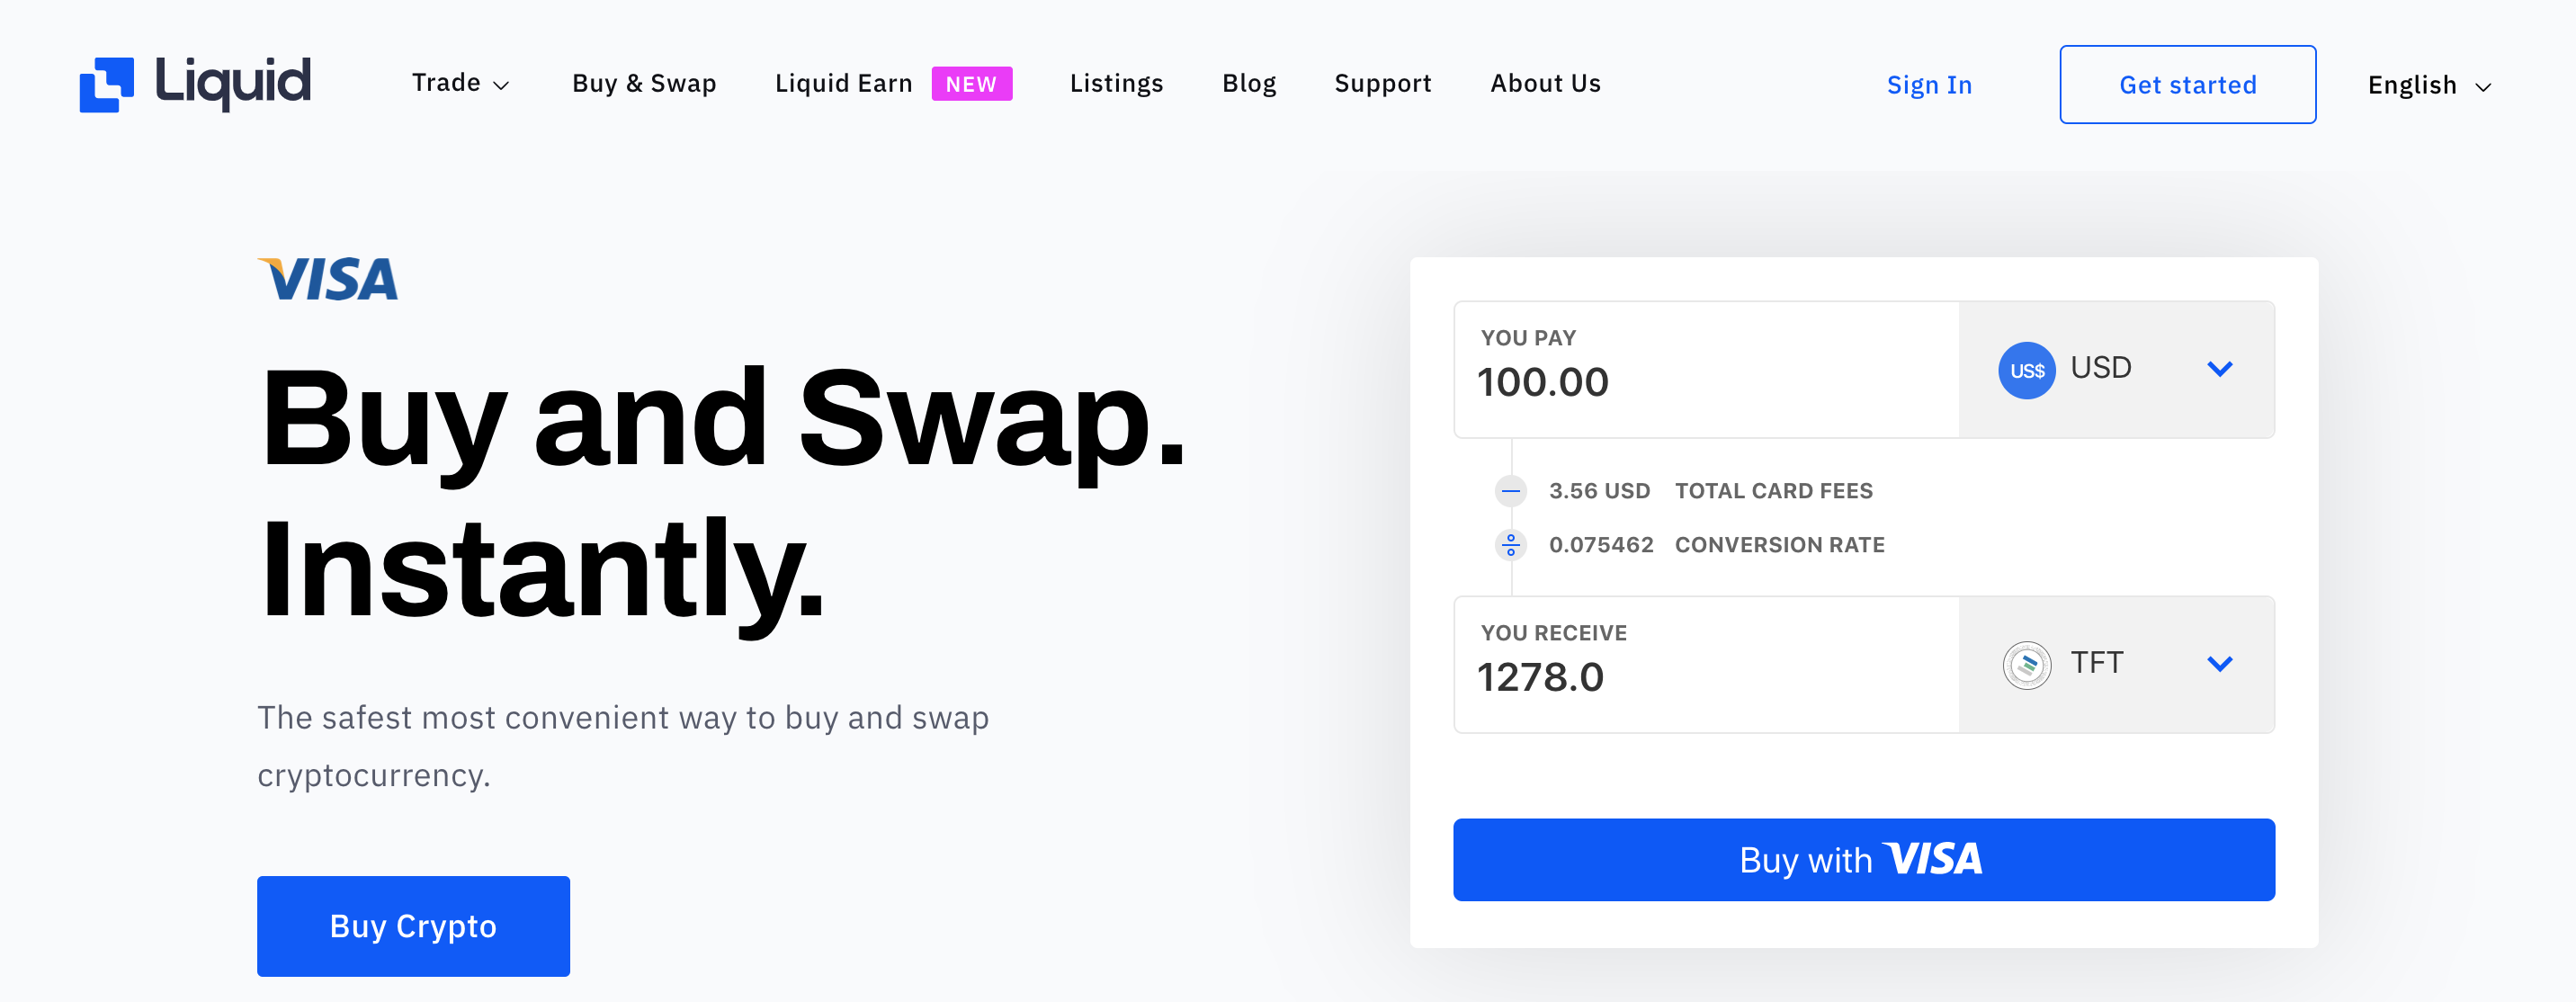 Liquid
Trade
Buy & Swap
Liquid Earn NEW
Listings
Blog
Support
About Us
Sign In
Get started
English
VISA
Buy and Swap.
Instantly.
The safest most convenient way to buy and swap
cryptocurrency.
Buy Crypto
YOU PAY
100.00
US$ USD
3.56 USD TOTAL CARD FEES
0.075462 CONVERSION RATE
YOU RECEIVE
1278.0
TFT
Buy with VISA